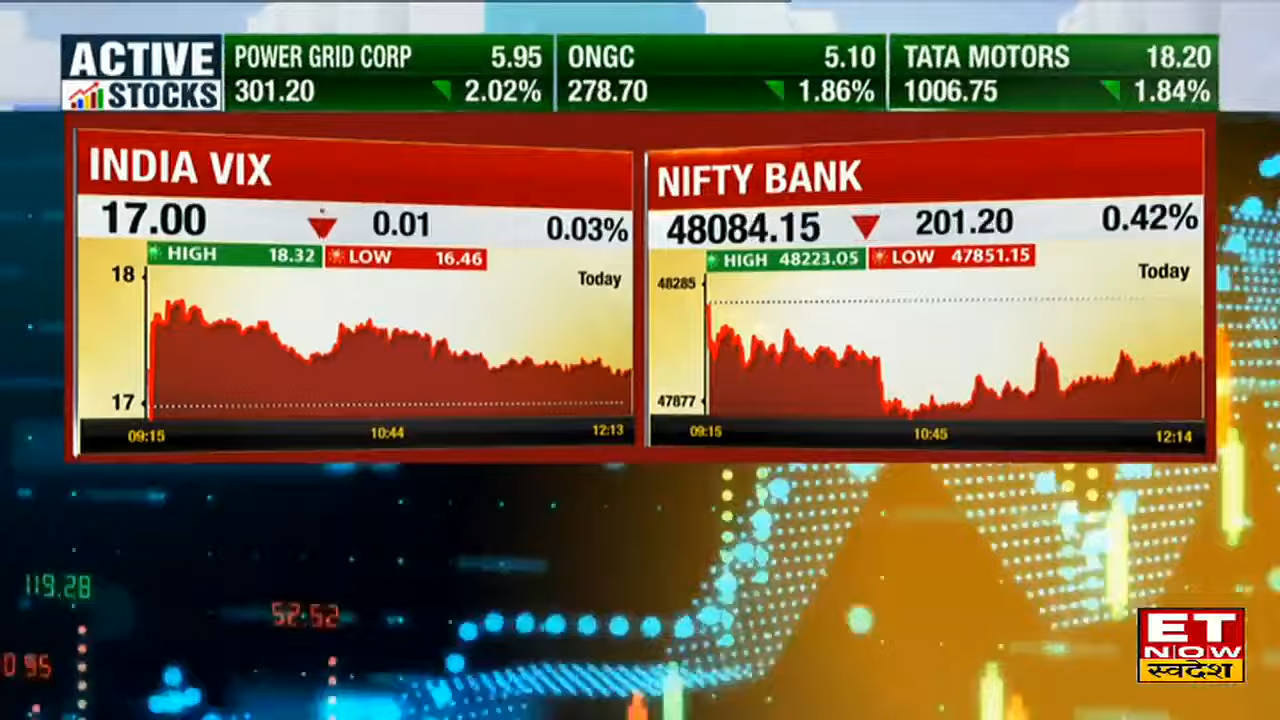 ACTIVE STOCKS
POWER GRID CORP 5.95
301.20 2.02%
ONGC 5.10
278.70 1.86%
TATA MOTORS 18.20
1006.75 1.84%
INDIA VIX
17.00 0.01 0.03%
HIGH 18.32 LOW 16.46
Today
18
17
09:15 10:44 12:13
NIFTY BANK
48084.15 201.20 0.42%
HIGH 48223.05 LOW 47851.15
48285
Today
47877
09:15 10:45 12:14
119.28
52:52
0 95
ET
NOW
स्वदेश